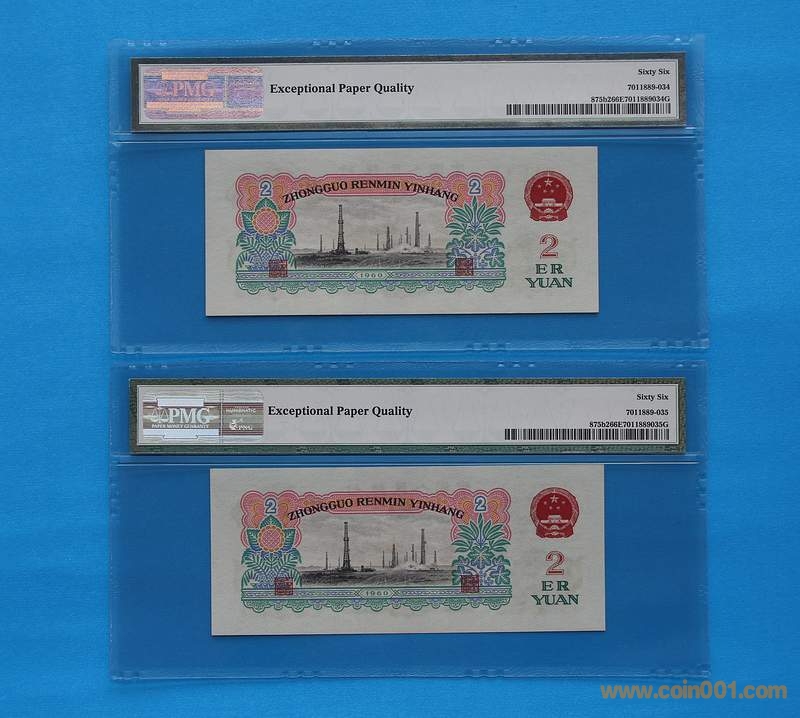 PMG
Exceptional Paper Quality
Sixty Six
7011889-034
875b266E7011889034G
2 2
ZHONGGUO RENMIN YINHANG
1960
2
ER
YUAN
PMG
PAPER MONEY GUARANTY
NUMISMATIC
PMG
Exceptional Paper Quality
Sixty Six
7011889-035
875b266E7011889035G
2 2
ZHONGGUO RENMIN YINHANG
1960
2
ER
YUAN
www.coin001.com